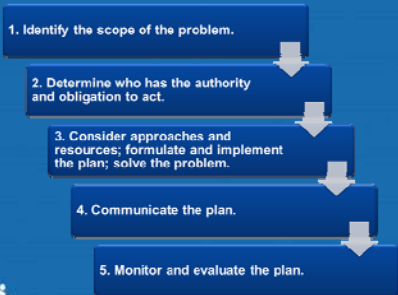 1. Identify the scope of the problem.
2. Determine who has the authority
and obligation to act.
3. Consider approaches and
resources; formulate and implement
the plan; solve the problem.
4. Communicate the plan.
5. Monitor and evaluate the plan.